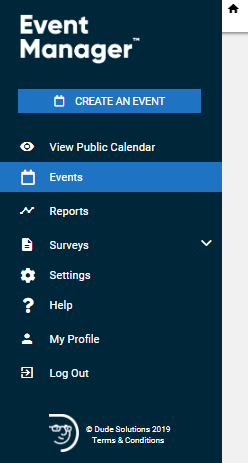 Event
Manager™
CREATE AN EVENT
View Public Calendar
Events
Reports
Surveys
Settings
Help
My Profile
Log Out
© Dude Solutions 2019
Terms & Conditions